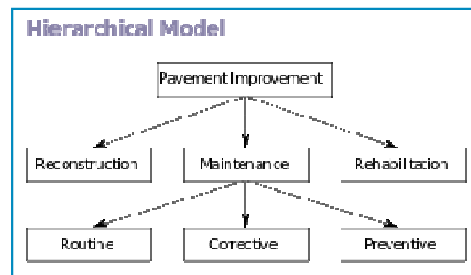 Hierarchical Model
Pavement Improvement
Reconstruction Maintenance Rehabilitation
Routine Corrective Preventive